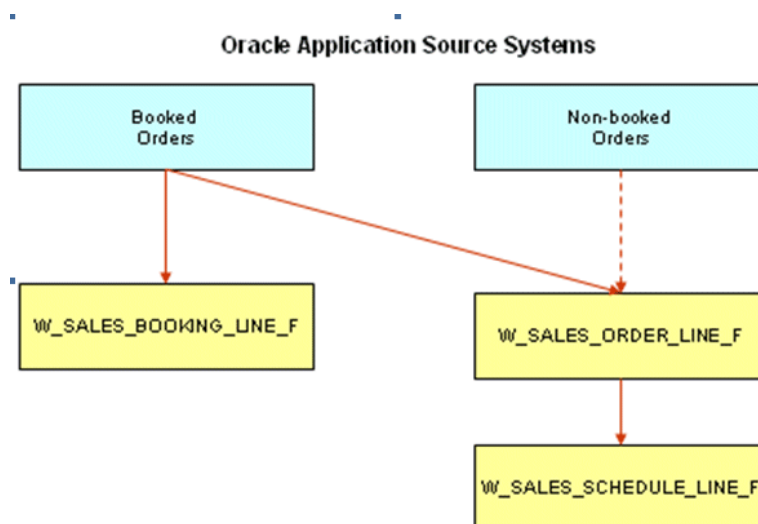 Oracle Application Source Systems
Booked
Orders
Non-booked
Orders
W_SALES_BOOKING_LINE_F
W_SALES_ORDER_LINE_F
W_SALES_SCHEDULE_LINE_F